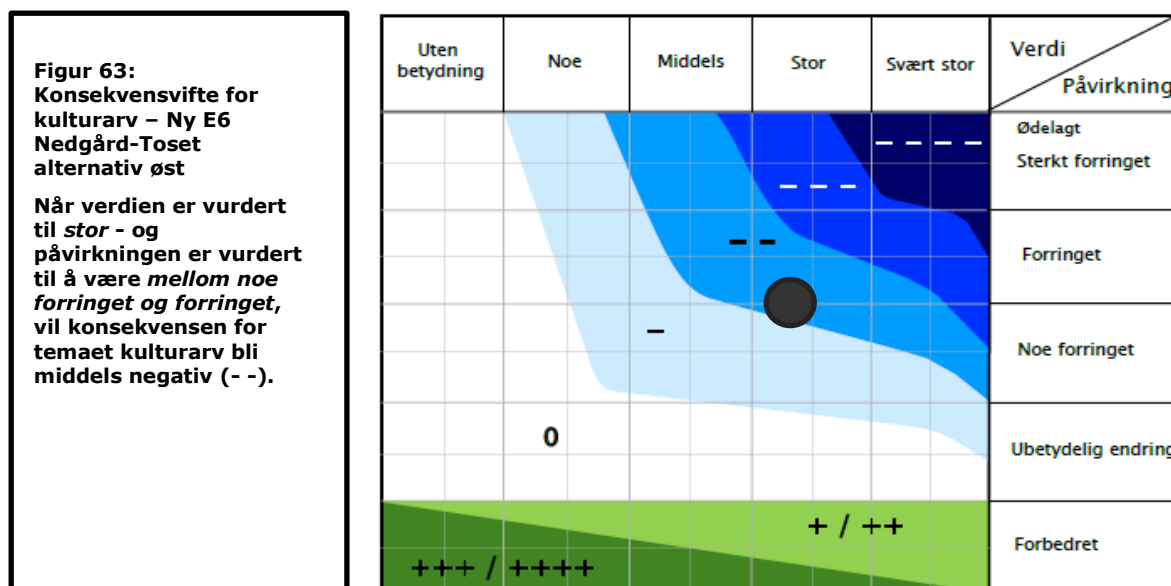 Figur 63:
Konsekvensvifte for
kulturarv – Ny E6
Nedgård-Toset
alternativ øst
Når verdien er vurdert
til stor - og
påvirkningen er vurdert
til å være mellom noe
forringet og forringet,
vil konsekvensen for
temaet kulturarv bli
middels negativ (- -).
Uten
betydning
Noe
Middels
Stor
Svært stor
Verdi
Påvirkning
Ødelagt
Sterkt forringet
- - - -
- - -
Forringet
- -
Noe forringet
-
Ubetydelig endring
0
Forbedret
+ / ++
+++ / ++++